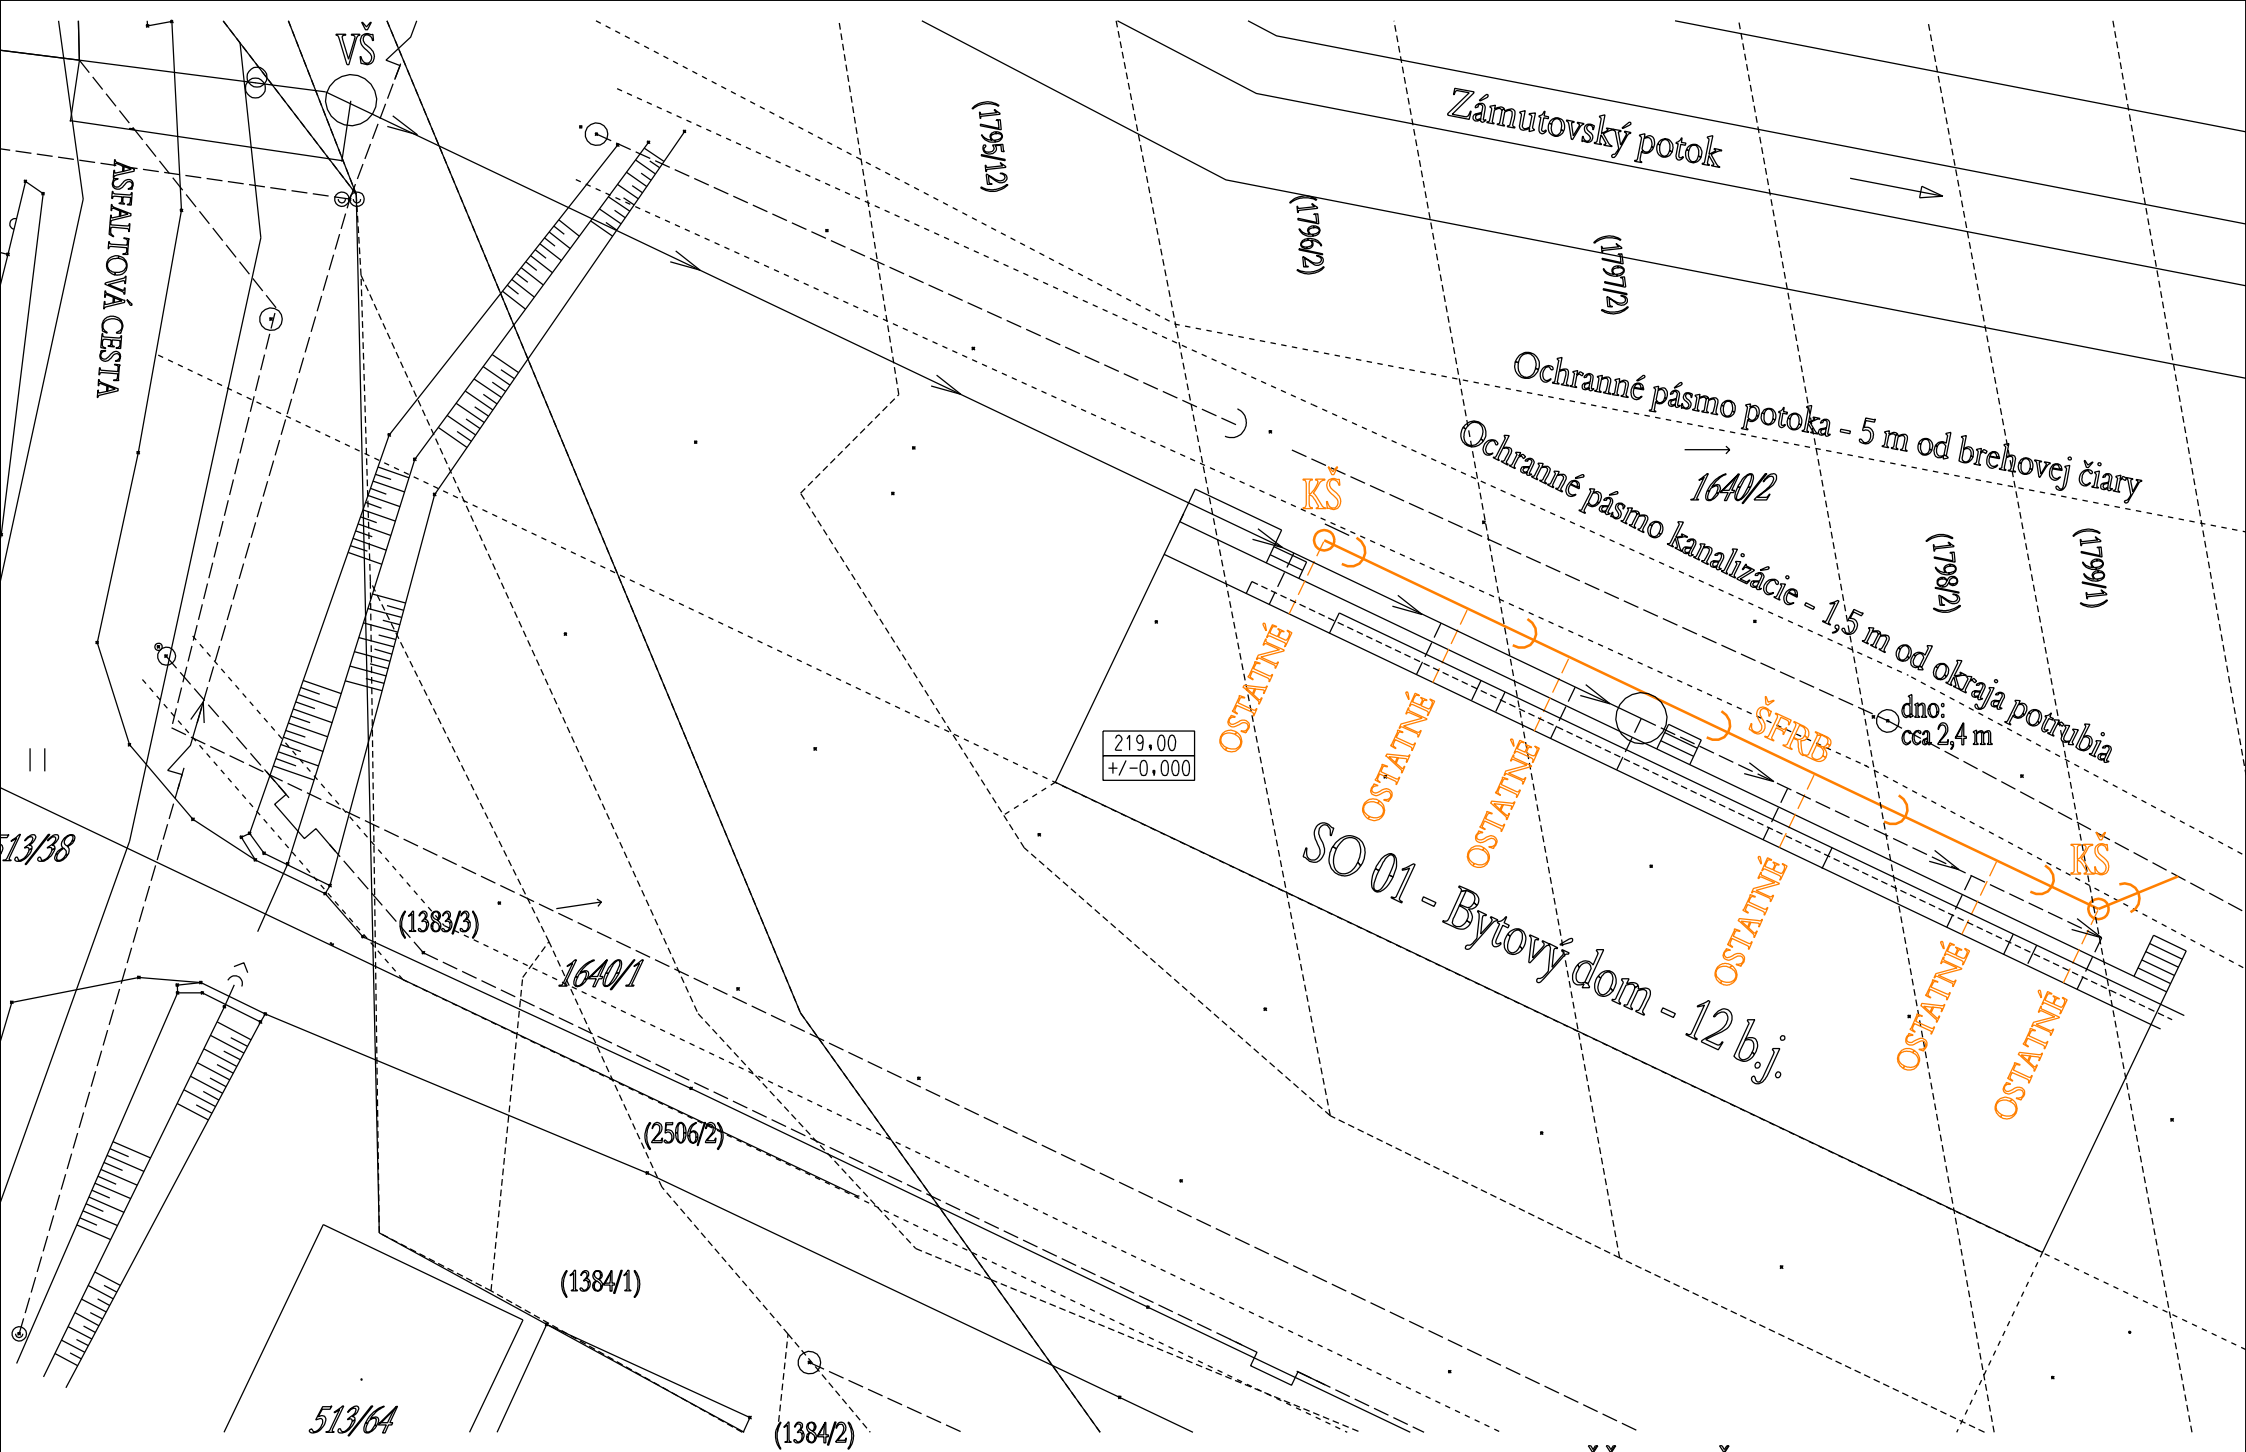 VŠ
ASFALTOVÁ CESTA
(1795/12)
Zámutovský potok
(1796/2)
(1797/2)
Ochranné pásmo potoka - 5 m od brehovej čiary
1640/2
Ochranné pásmo kanalizácie - 1,5 m od okraja potrubia
KŠ
(1798/2)
(1799/1)
OSTATNÉ
OSTATNÉ
OSTATNÉ
ŠFRB
dno:
cca 2,4 m
219,00
+/-0,000
SO 01 - Bytový dom - 12 b.j.
KŠ
OSTATNÉ
OSTATNÉ
OSTATNÉ
513/38
(1383/3)
1640/1
(2506/2)
(1384/1)
513/64
(1384/2)